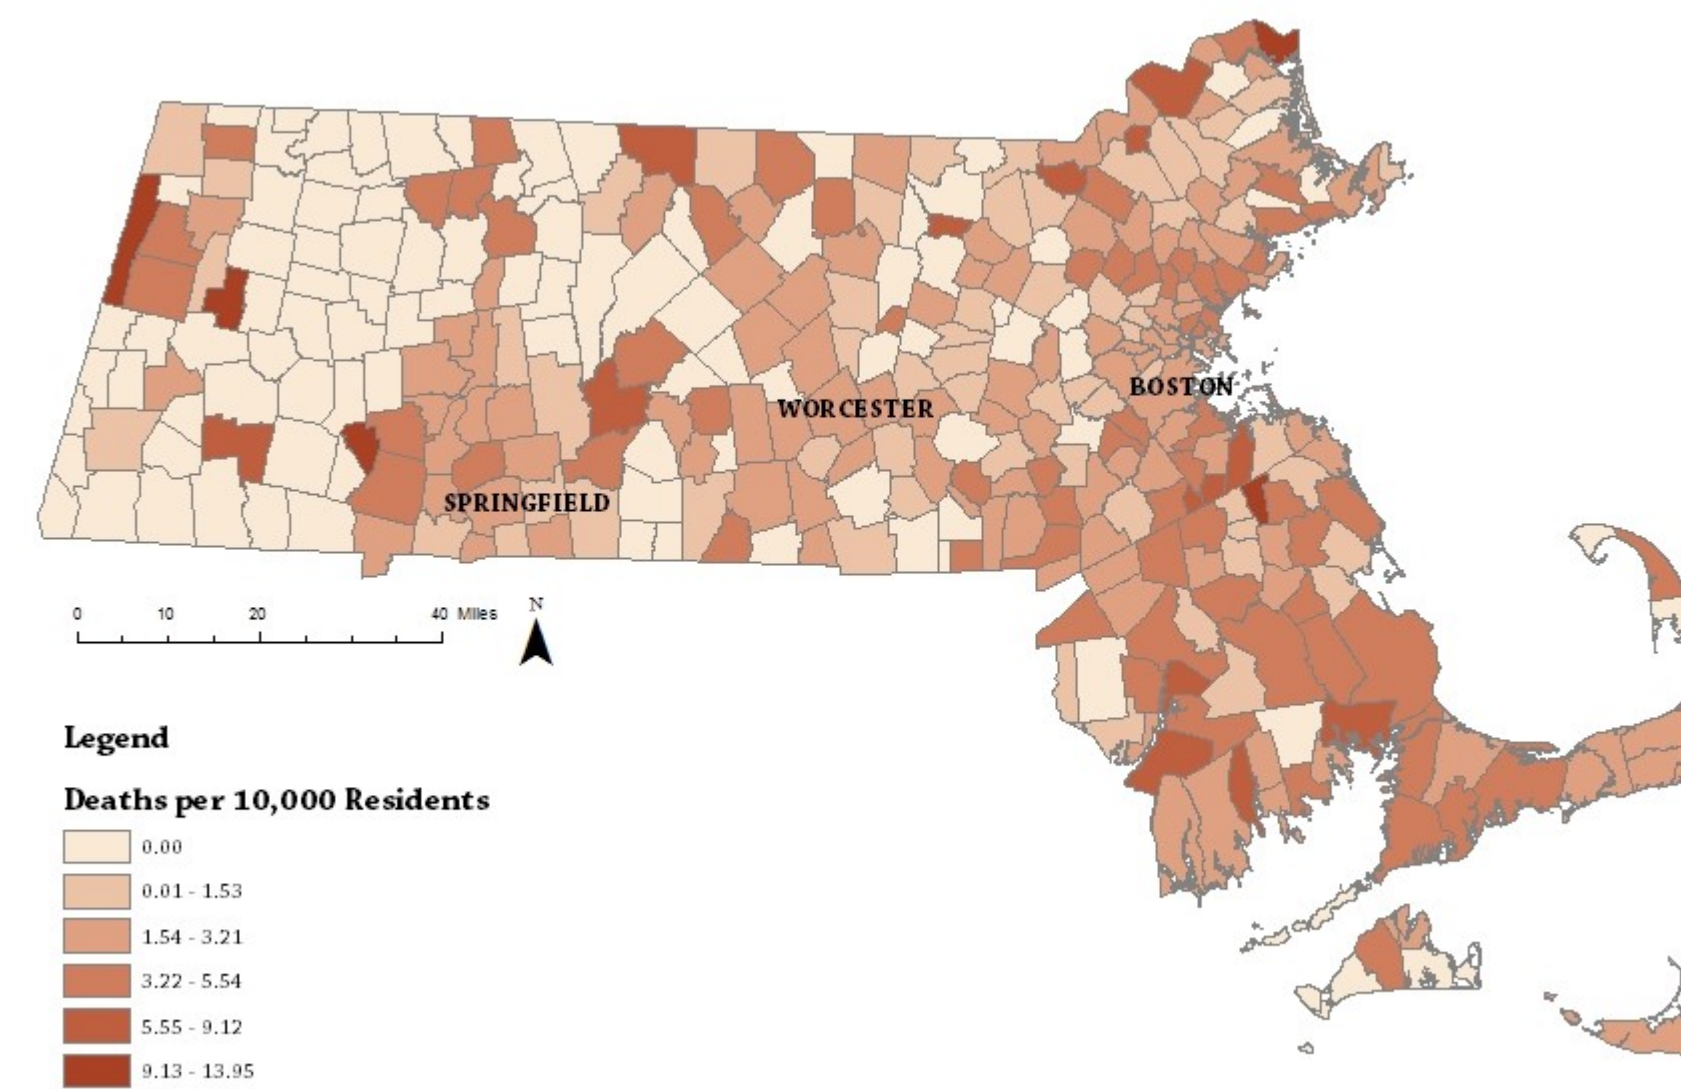 BOSTON
WORCESTER
SPRINGFIELD
0 10 20 40 Miles
N
Legend
Deaths per 10,000 Residents
0.00
0.01 - 1.53
1.54 - 3.21
3.22 - 5.54
5.55 - 9.12
9.13 - 13.95